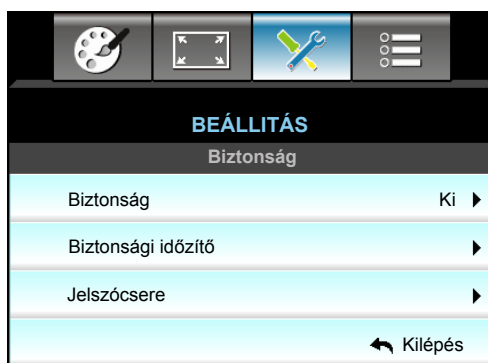 BEÁLLITÁS
Biztonság
Biztonság Ki
Biztonsági időzítő
Jelszócsere
Kilépés